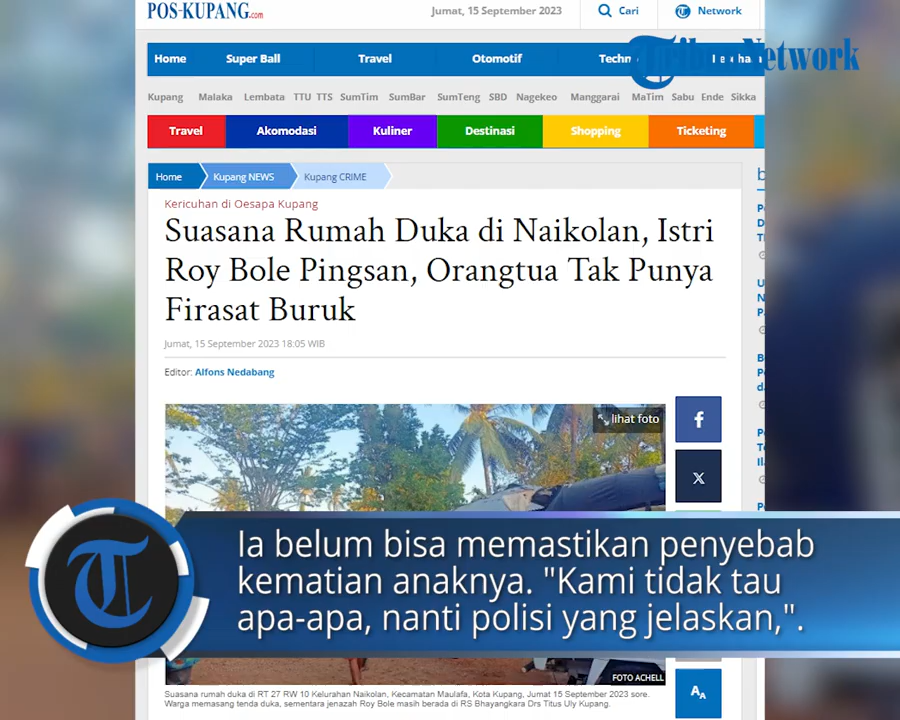 POS-KUPANG.com
Jumat, 15 September 2023
Cari
Network
Tribun Network
Home Super Ball Travel Otomotif
Kupang Malaka Lembata TTU TTS SumTim SumBar SumTeng SBD Nagekeo Manggarai MaTim Sabu Ende Sikka
Travel Akomodasi Kuliner Destinasi Shopping Ticketing
Home Kupang NEWS Kupang CRIME
Kericuhan di Oesapa Kupang
Suasana Rumah Duka di Naikolan, Istri
Roy Bole Pingsan, Orangtua Tak Punya
Firasat Buruk
Jumat, 15 September 2023 18:05 WIB
Editor: Alfons Nedabang
lihat foto
f
X
Ia belum bisa memastikan penyebab
kematian anaknya. "Kami tidak tau
apa-apa, nanti polisi yang jelaskan,".
T
FOTO ACHELL
AA
Suasana rumah duka di RT 27 RW 10 Kelurahan Naikolan, Kecamatan Maulafa, Kota Kupang, Jumat 15 September 2023 sore.
Warga memasang tenda duka, sementara jenazah Roy Bole masih berada di RS Bhayangkara Drs Titus Uly Kupang.